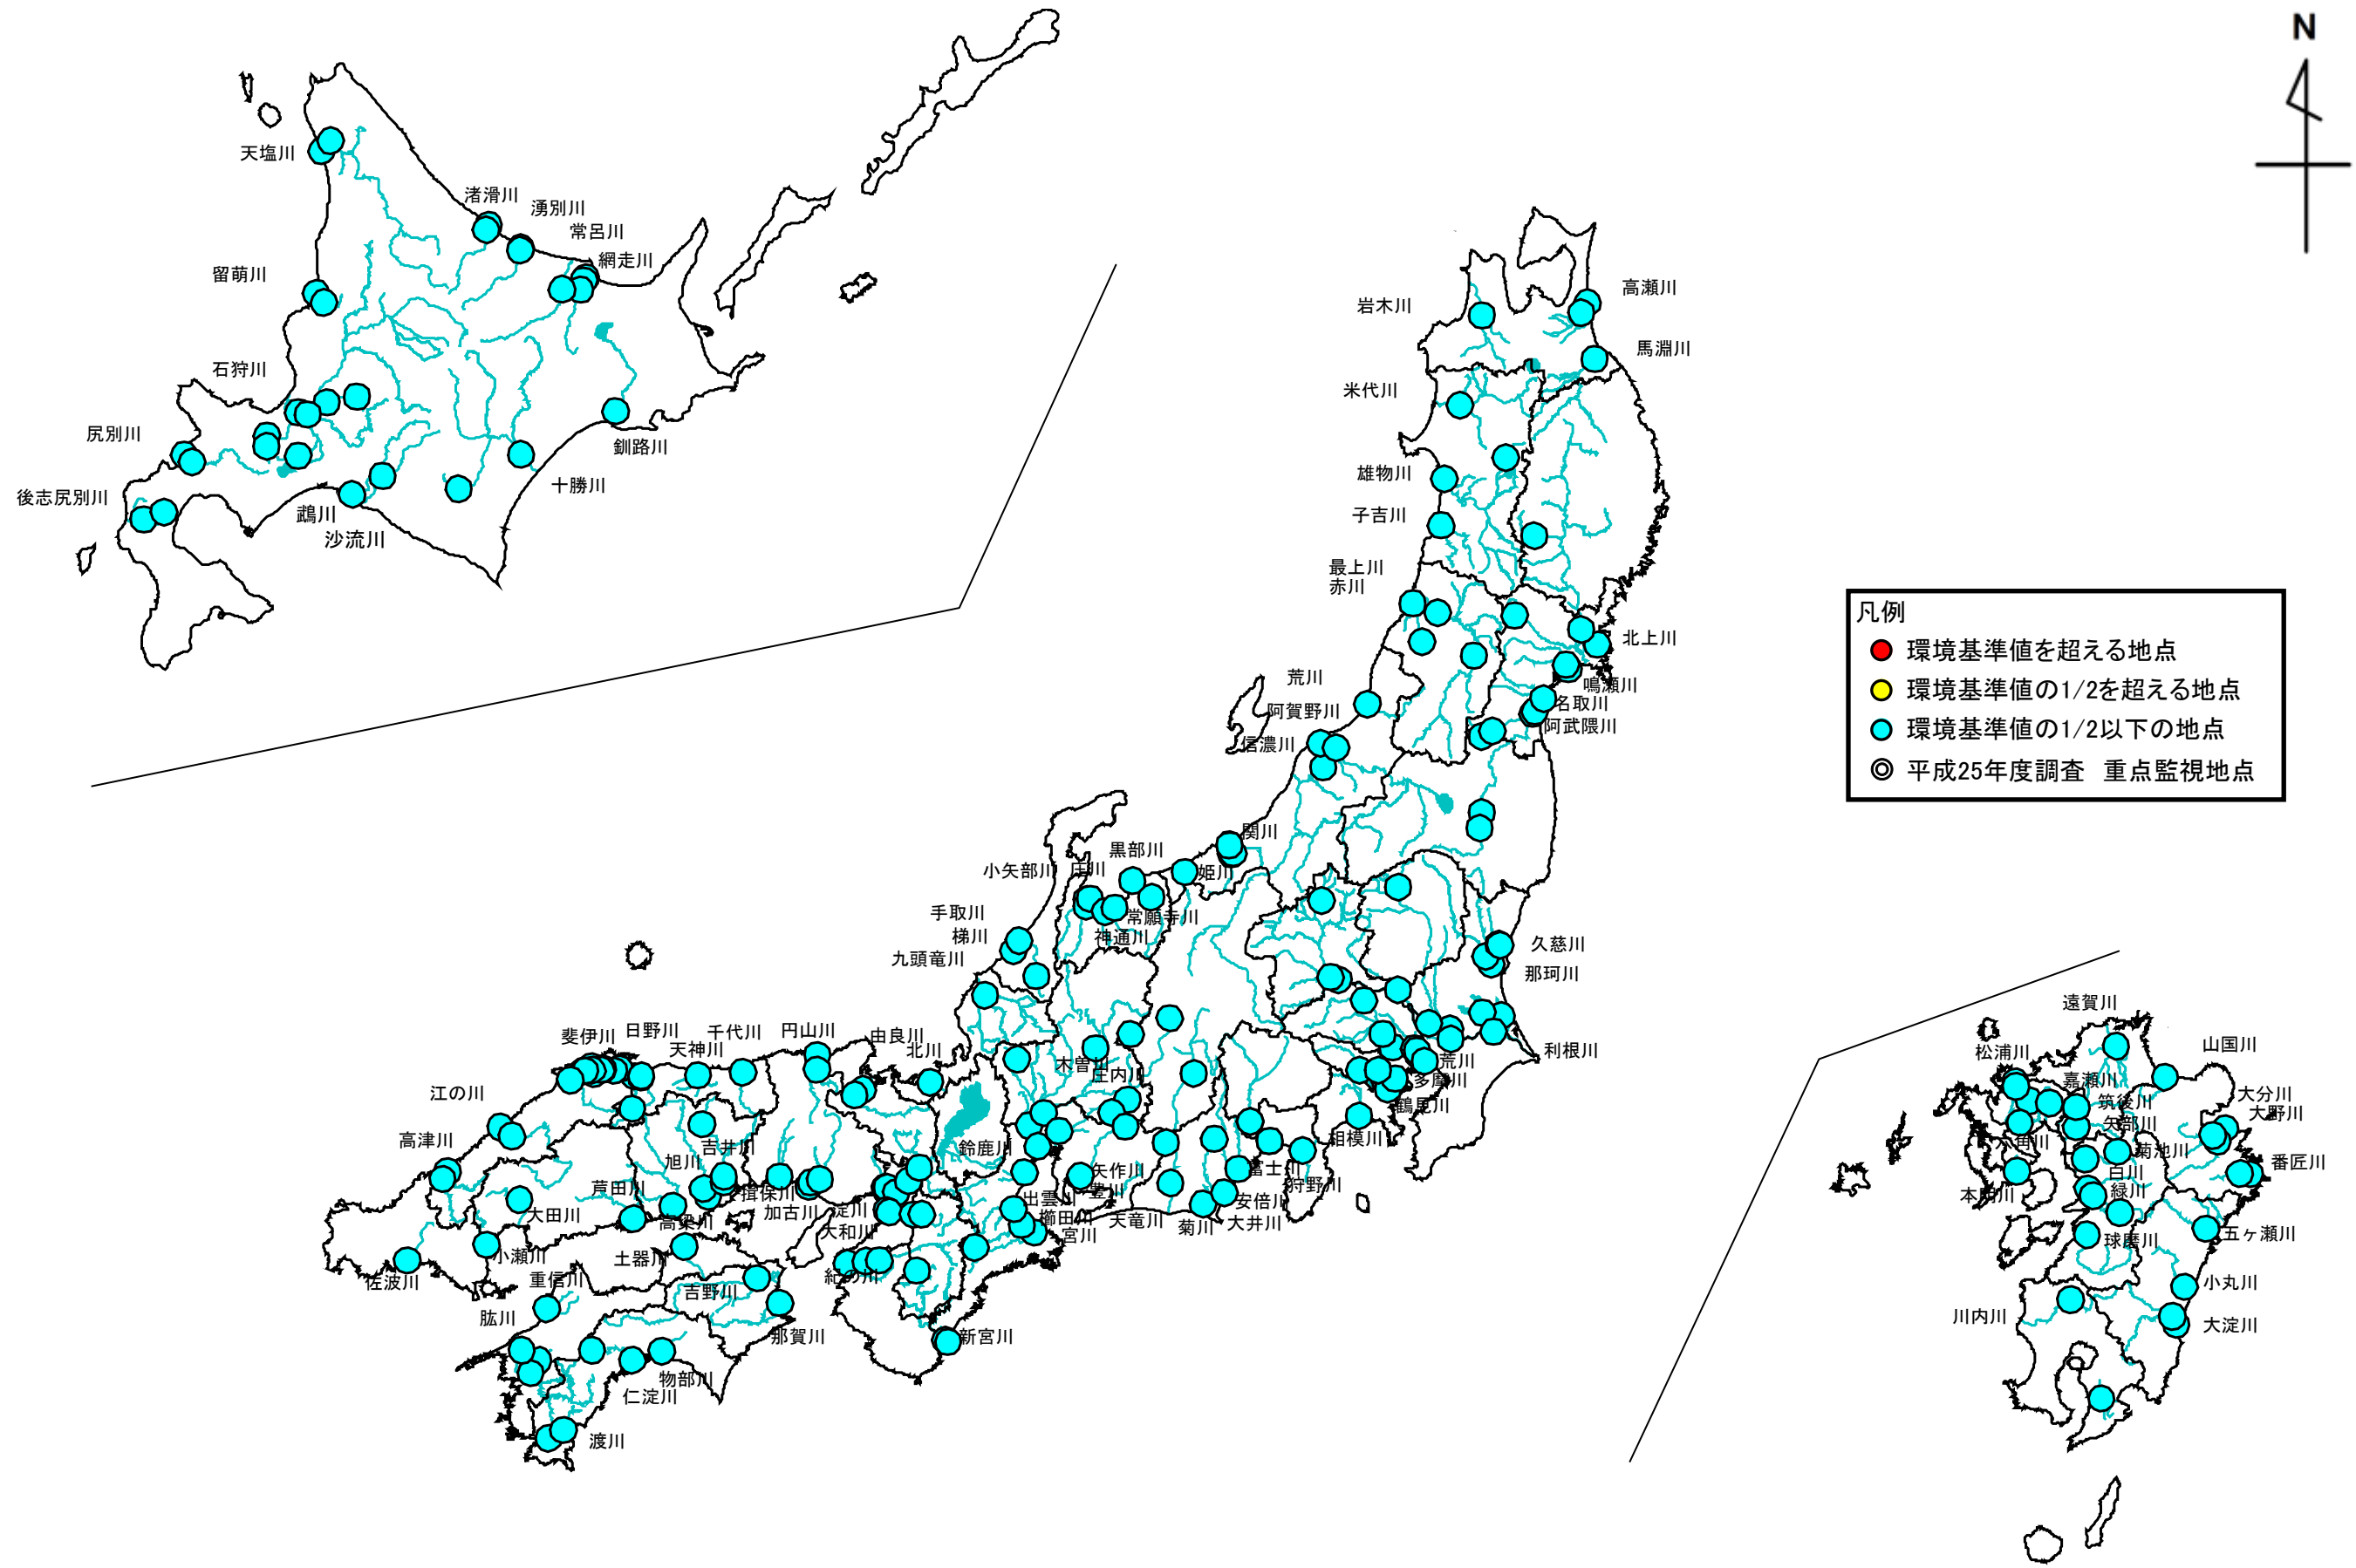 N
天塩川
渚滑川
湧別川
常呂川
網走川
留萌川
石狩川
尻別川
後志尻別川
鵡川
沙流川
十勝川
釧路川
岩木川
高瀬川
馬淵川
米代川
雄物川
子吉川
最上川
赤川
北上川
鳴瀬川
名取川
阿武隈川
荒川
阿賀野川
信濃川
凡例
環境基準値を超える地点
環境基準値の1/2を超える地点
環境基準値の1/2以下の地点
平成25年度調査　重点監視地点
関川
黒部川
姫川
小矢部川
庄川
常願寺川
神通川
手取川
梯川
九頭竜川
久慈川
那珂川
利根川
荒川
多摩川
鶴見川
相模川
富士川
狩野川
安倍川
大井川
菊川
天竜川
豊川
矢作川
木曽川
庄内川
鈴鹿川
出雲川
櫛田川
宮川
由良川
北川
円山川
千代川
天神川
日野川
斐伊川
江の川
高津川
吉井川
旭川
芦田川
高梁川
揖保川
加古川
淀川
大和川
紀の川
新宮川
大田川
小瀬川
佐波川
土器川
重信川
吉野川
那賀川
肱川
物部川
仁淀川
渡川
遠賀川
山国川
松浦川
嘉瀬川
筑後川
矢部川
六角川
菊池川
大分川
大野川
番匠川
白川
緑川
本明川
球磨川
五ヶ瀬川
小丸川
川内川
大淀川